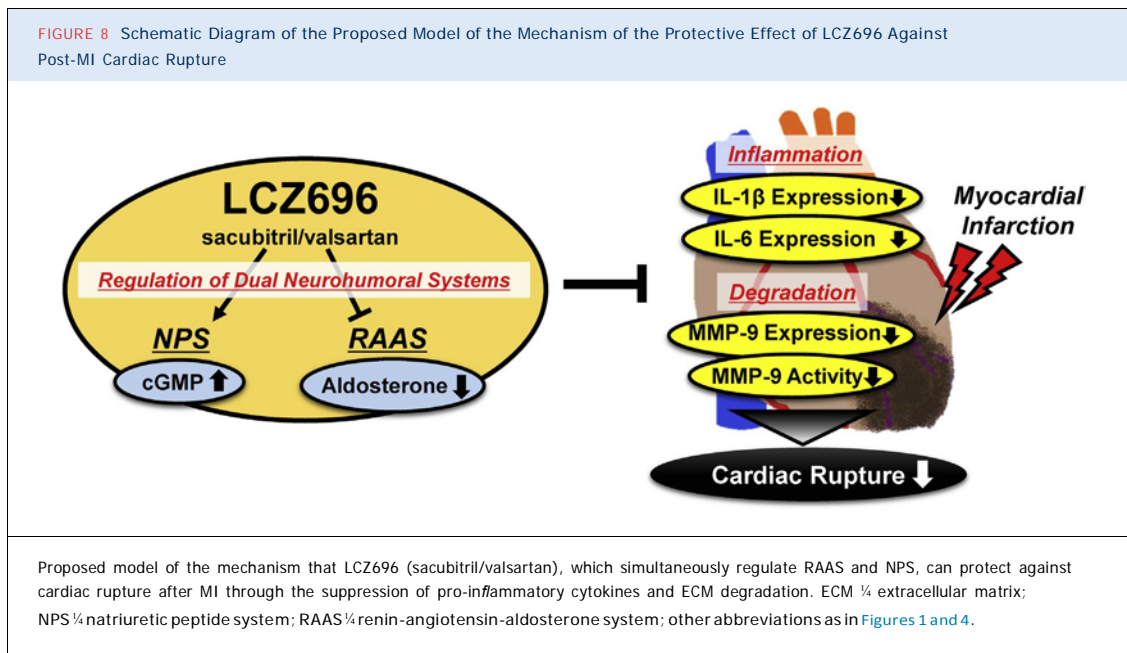 FIGURE 8 Schematic Diagram of the Proposed Model of the Mechanism of the Protective Effect of LCZ696 Against
Post-MI Cardiac Rupture
LCZ696
sacubitril/valsartan
Regulation of Dual Neurohumoral Systems
NPS
RAAS
cGMP ⬆
Aldosterone ⬇
Inflammation
IL-1β Expression ⬇
IL-6 Expression ⬇
Degradation
MMP-9 Expression ⬇
MMP-9 Activity ⬇
Cardiac Rupture ⬇
Myocardial
Infarction
Proposed model of the mechanism that LCZ696 (sacubitril/valsartan), which simultaneously regulate RAAS and NPS, can protect against
cardiac rupture after MI through the suppression of pro-inflammatory cytokines and ECM degradation. ECM ¼ extracellular matrix;
NPS ¼ natriuretic peptide system; RAAS ¼ renin-angiotensin-aldosterone system; other abbreviations as in Figures 1 and 4.